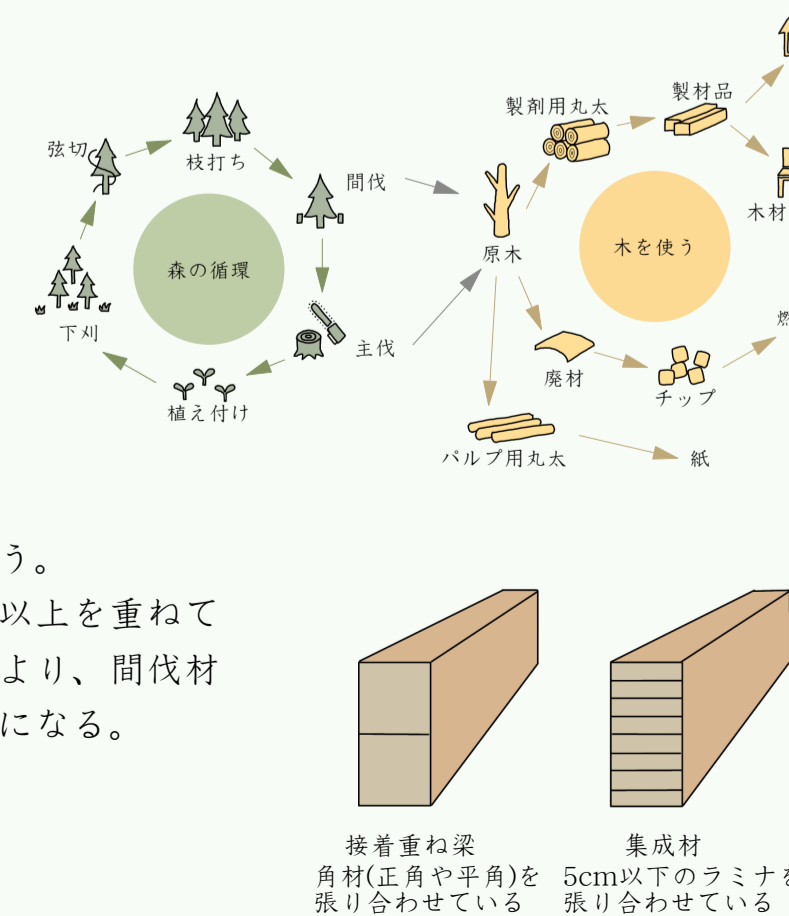 製材品
製剤用丸太
弦切
枝打ち
間伐
木材
原木
木を使う
森の循環
下刈
主伐
燃
廃材
チップ
植え付け
パルプ用丸太
紙
う。
以上を重ねて
より、間伐材
になる。
接着重ね梁
角材(正角や平角)を
張り合わせている
集成材
5cm以下のラミナを
張り合わせている